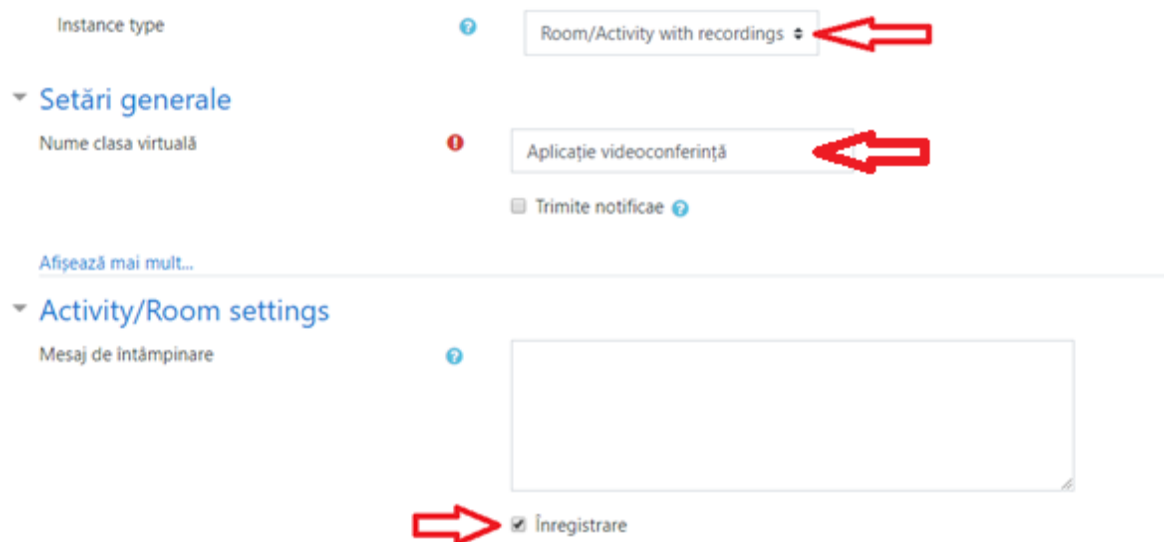 Instance type
Room/Activity with recordings
Setări generale
Nume clasa virtuală
Aplicație videoconferință
Trimite notificae
Afișează mai mult...
Activity/Room settings
Mesaj de întâmpinare
Înregistrare